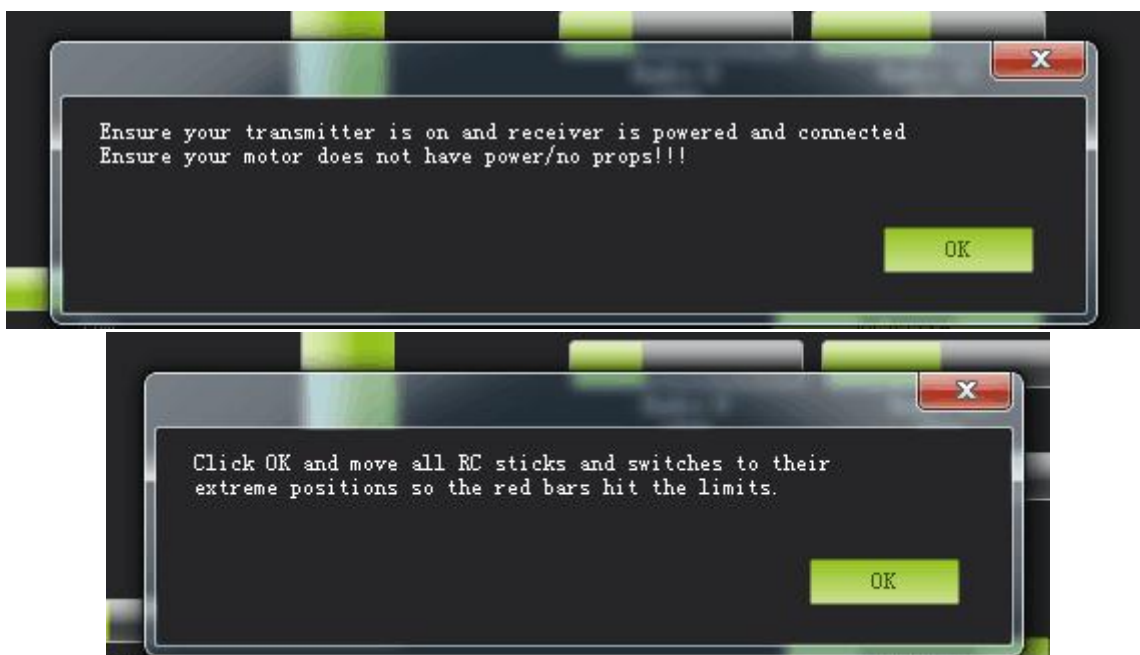 Ensure your transmitter is on and receiver is powered and connected
Ensure your motor does not have power/no props!!!
OK
Click OK and move all RC sticks and switches to their
extreme positions so the red bars hit the limits.
OK